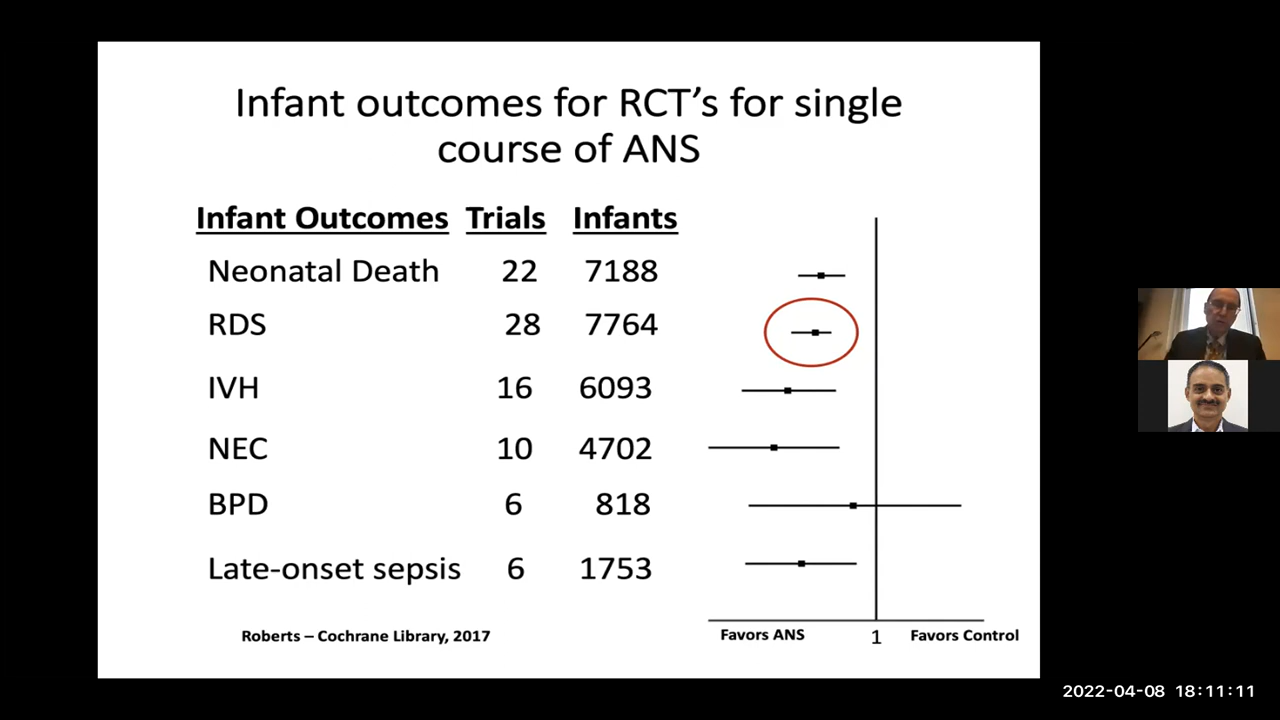 Infant outcomes for RCT's for single
course of ANS
Infant Outcomes Trials Infants
Neonatal Death 22 7188
RDS 28 7764
IVH 16 6093
NEC 10 4702
BPD 6 818
Late-onset sepsis 6 1753
Roberts – Cochrane Library, 2017
Favors ANS 1 Favors Control
2022-04-08 18:11:11